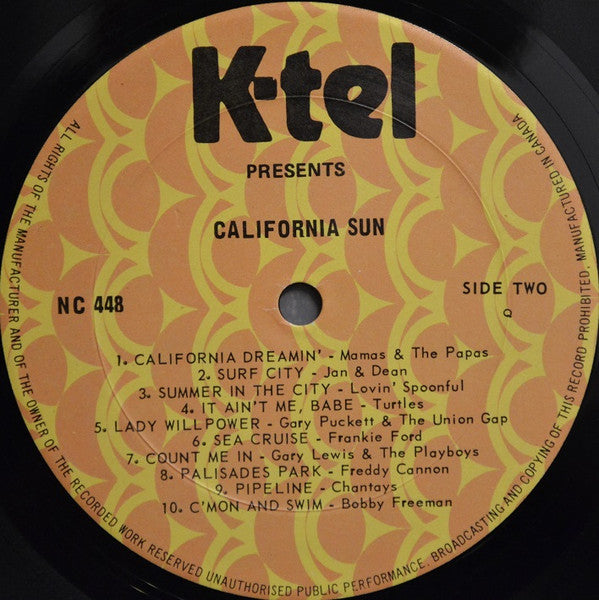 K-tel
PRESENTS
CALIFORNIA SUN
NC 448
SIDE TWO
Q
1. CALIFORNIA DREAMIN' - Mamas & The Papas
2. SURF CITY - Jan & Dean
3. SUMMER IN THE CITY - Lovin' Spoonful
4. IT AIN'T ME, BABE - Turtles
5. LADY WILLPOWER - Gary Puckett & The Union Gap
6. SEA CRUISE - Frankie Ford
7. COUNT ME IN - Gary Lewis & The Playboys
8. PALISADES PARK - Freddy Cannon
9. PIPELINE - Chantays
10. C'MON AND SWIM - Bobby Freeman
ALL RIGHTS OF THE MANUFACTURER AND OF THE OWNER OF THE RECORDED WORK RESERVED UNAUTHORISED PUBLIC PERFORMANCE, BROADCASTING AND COPYING OF THIS RECORD PROHIBITED. MANUFACTURED IN CANADA